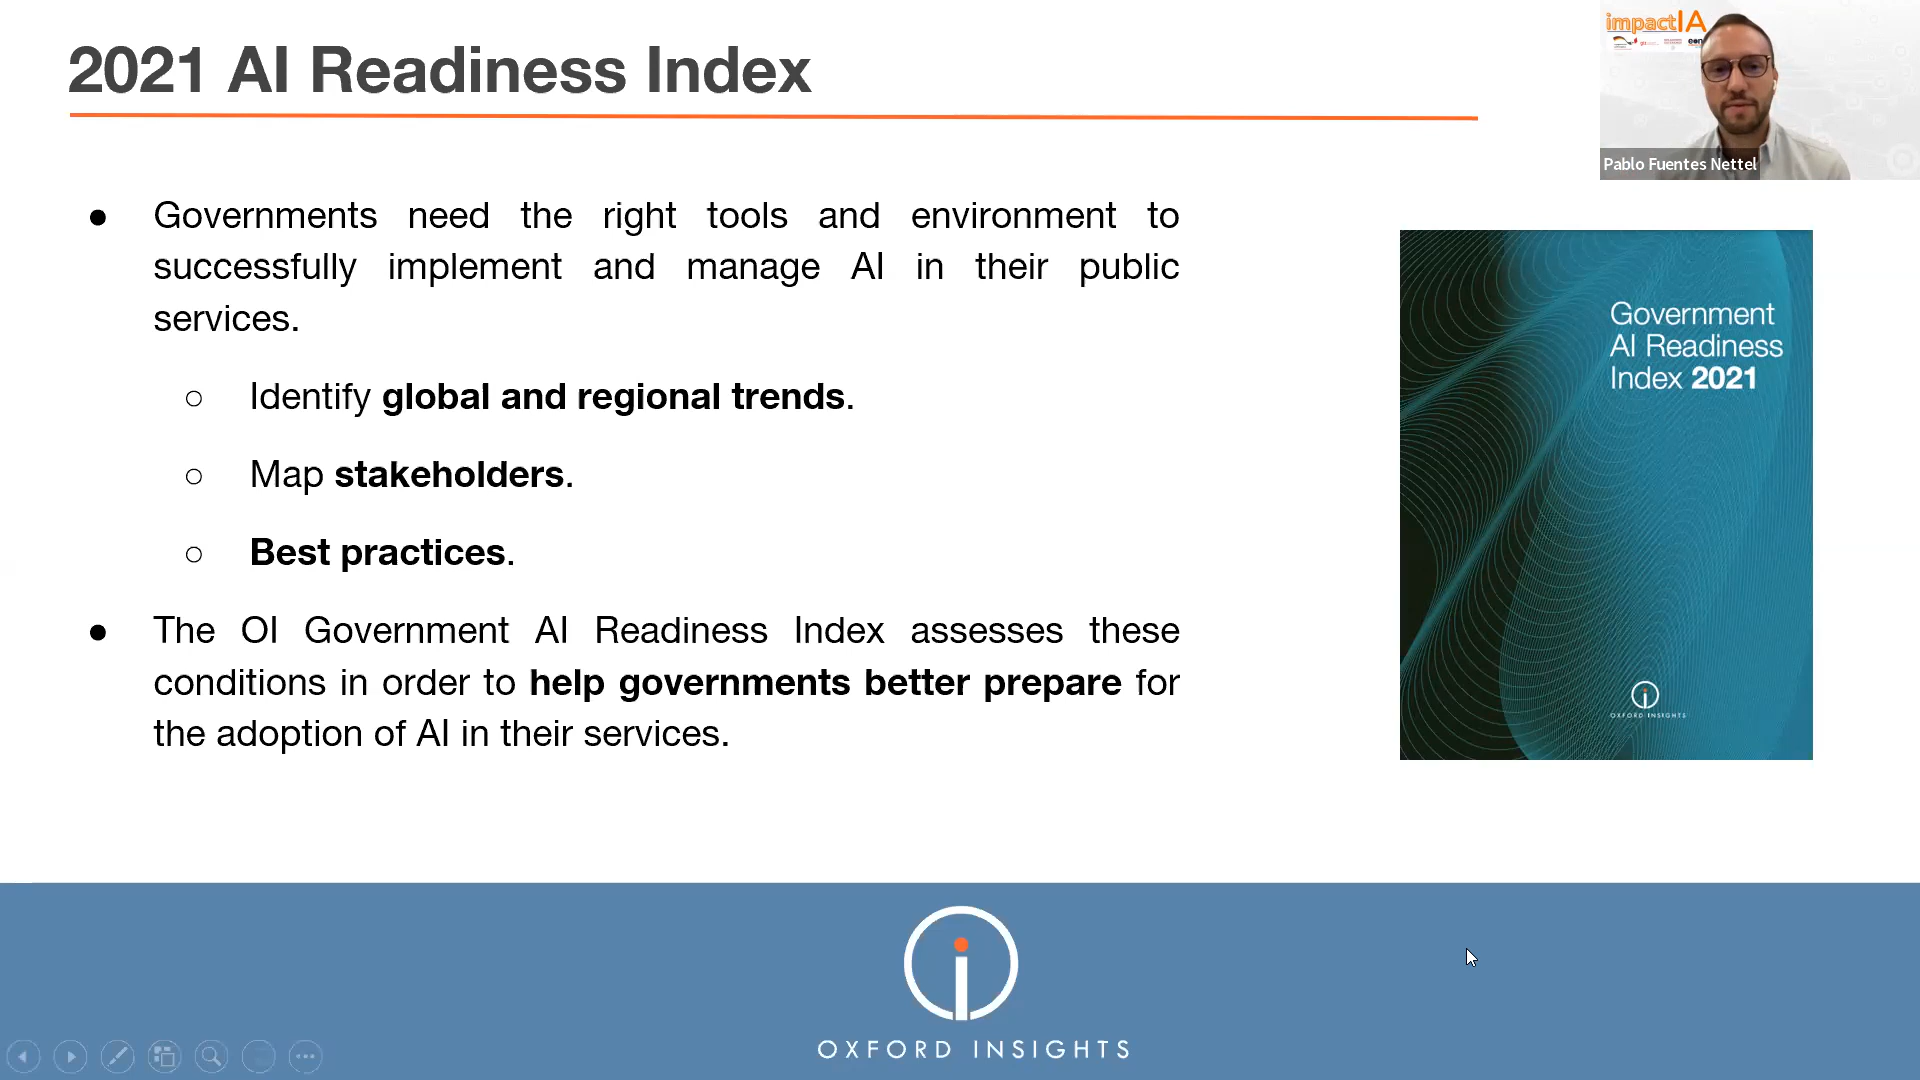 2021 AI Readiness Index
impactIA
Pablo Fuentes Nettel
● Governments need the right tools and environment to
successfully implement and manage AI in their public
services.
○ Identify global and regional trends.
○ Map stakeholders.
○ Best practices.
● The OI Government AI Readiness Index assesses these
conditions in order to help governments better prepare for
the adoption of AI in their services.
Government
AI Readiness
Index 2021
OXFORD INSIGHTS
OXFORD INSIGHTS